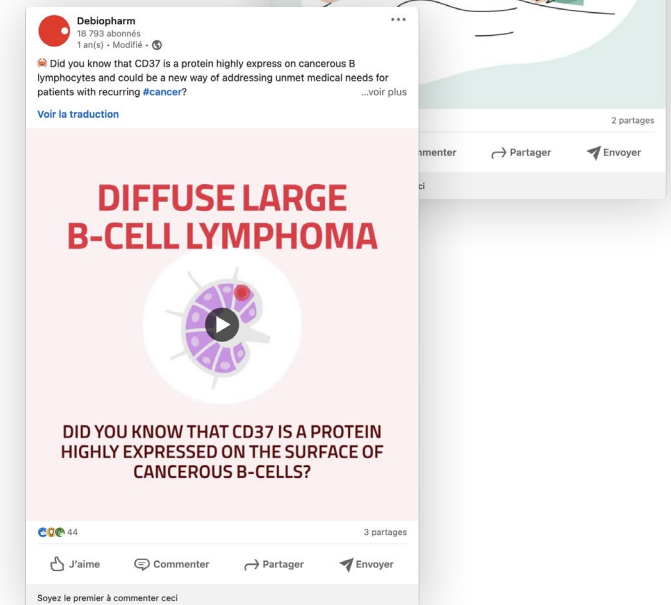 Debiopharm
18 793 abonnés
1 an(s) • Modifié •
Did you know that CD37 is a protein highly express on cancerous B
lymphocytes and could be a new way of addressing unmet medical needs for
patients with recurring #cancer?
...voir plus
Voir la traduction
DIFFUSE LARGE
B-CELL LYMPHOMA
DID YOU KNOW THAT CD37 IS A PROTEIN
HIGHLY EXPRESSED ON THE SURFACE OF
CANCEROUS B-CELLS?
44
3 partages
J'aime
Commenter
Partager
Envoyer
Soyez le premier à commenter ceci
2 partages
mmenter
Partager
Envoyer
ci